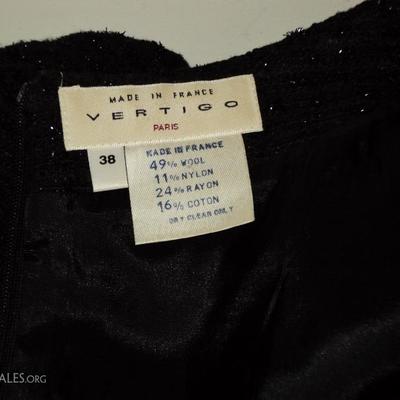 MADE IN FRANCE
VERTIGO
PARIS
38
MADE IN FRANCE
49% WOOL
11% NYLON
24% RAYON
16% COTON
DRY CLEAN ONLY
ALES.ORG